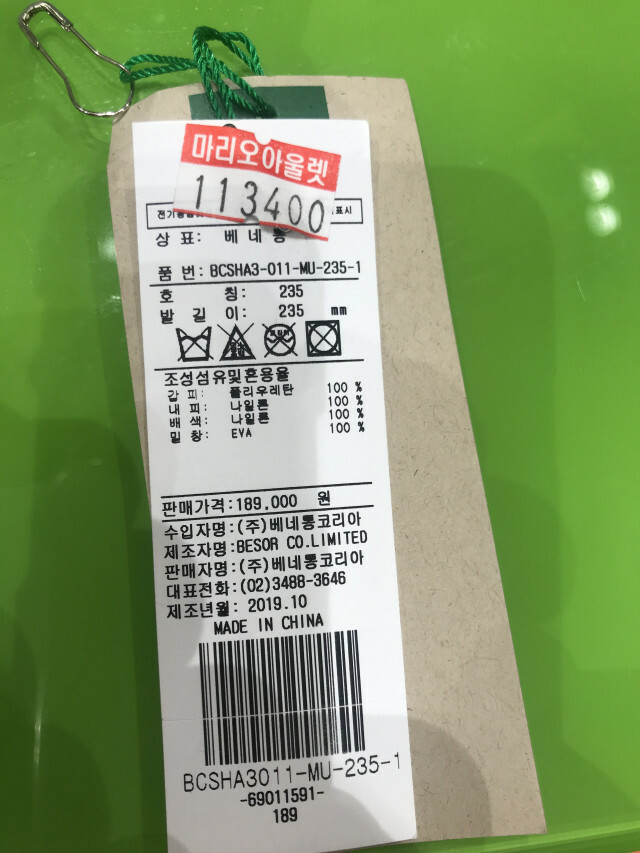 마리오아울렛
113400
표시
상 표: 베 네 통
품 번: BCSHA3-011-MU-235-1
호 칭: 235
발 길 이: 235 mm
조성섬유및혼용율
갑 피: 폴리우레탄 100 %
내 피: 나일론 100 %
배 색: 나일론 100 %
밑 창: EVA 100 %
판매가격:189,000 원
수입자명:(주)베네통코리아
제조자명:BESOR CO.LIMITED
판매자명:(주)베네통코리아
대표전화:(02)3488-3646
제조년월: 2019.10
MADE IN CHINA
BCSHA3011-MU-235-1
-69011591-
189